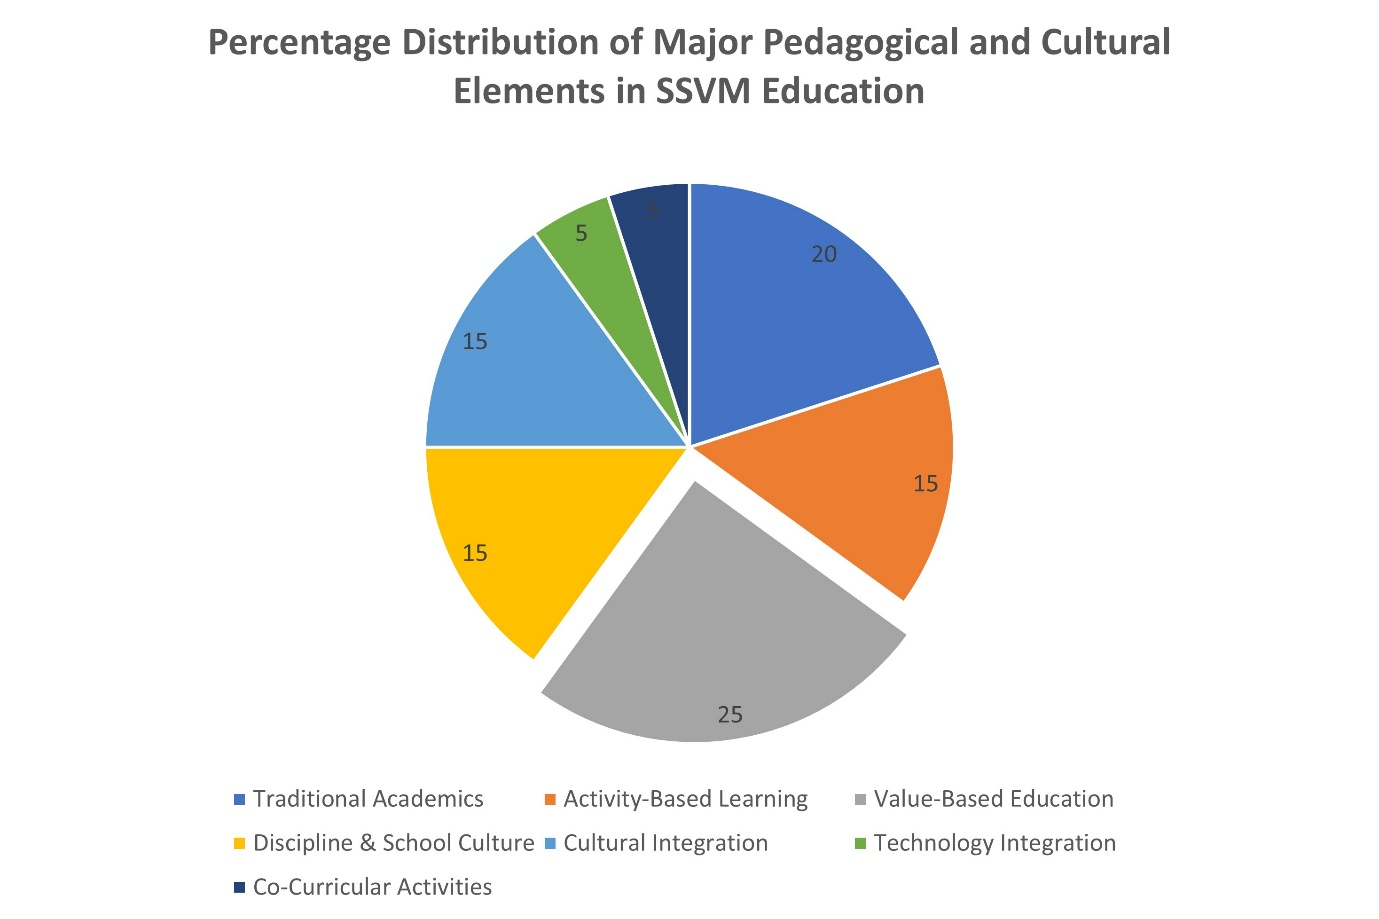 Percentage Distribution of Major Pedagogical and Cultural
Elements in SSVM Education
5
20
5
15
15
15
25
Traditional Academics
Activity-Based Learning
Value-Based Education
Discipline & School Culture
Cultural Integration
Technology Integration
Co-Curricular Activities